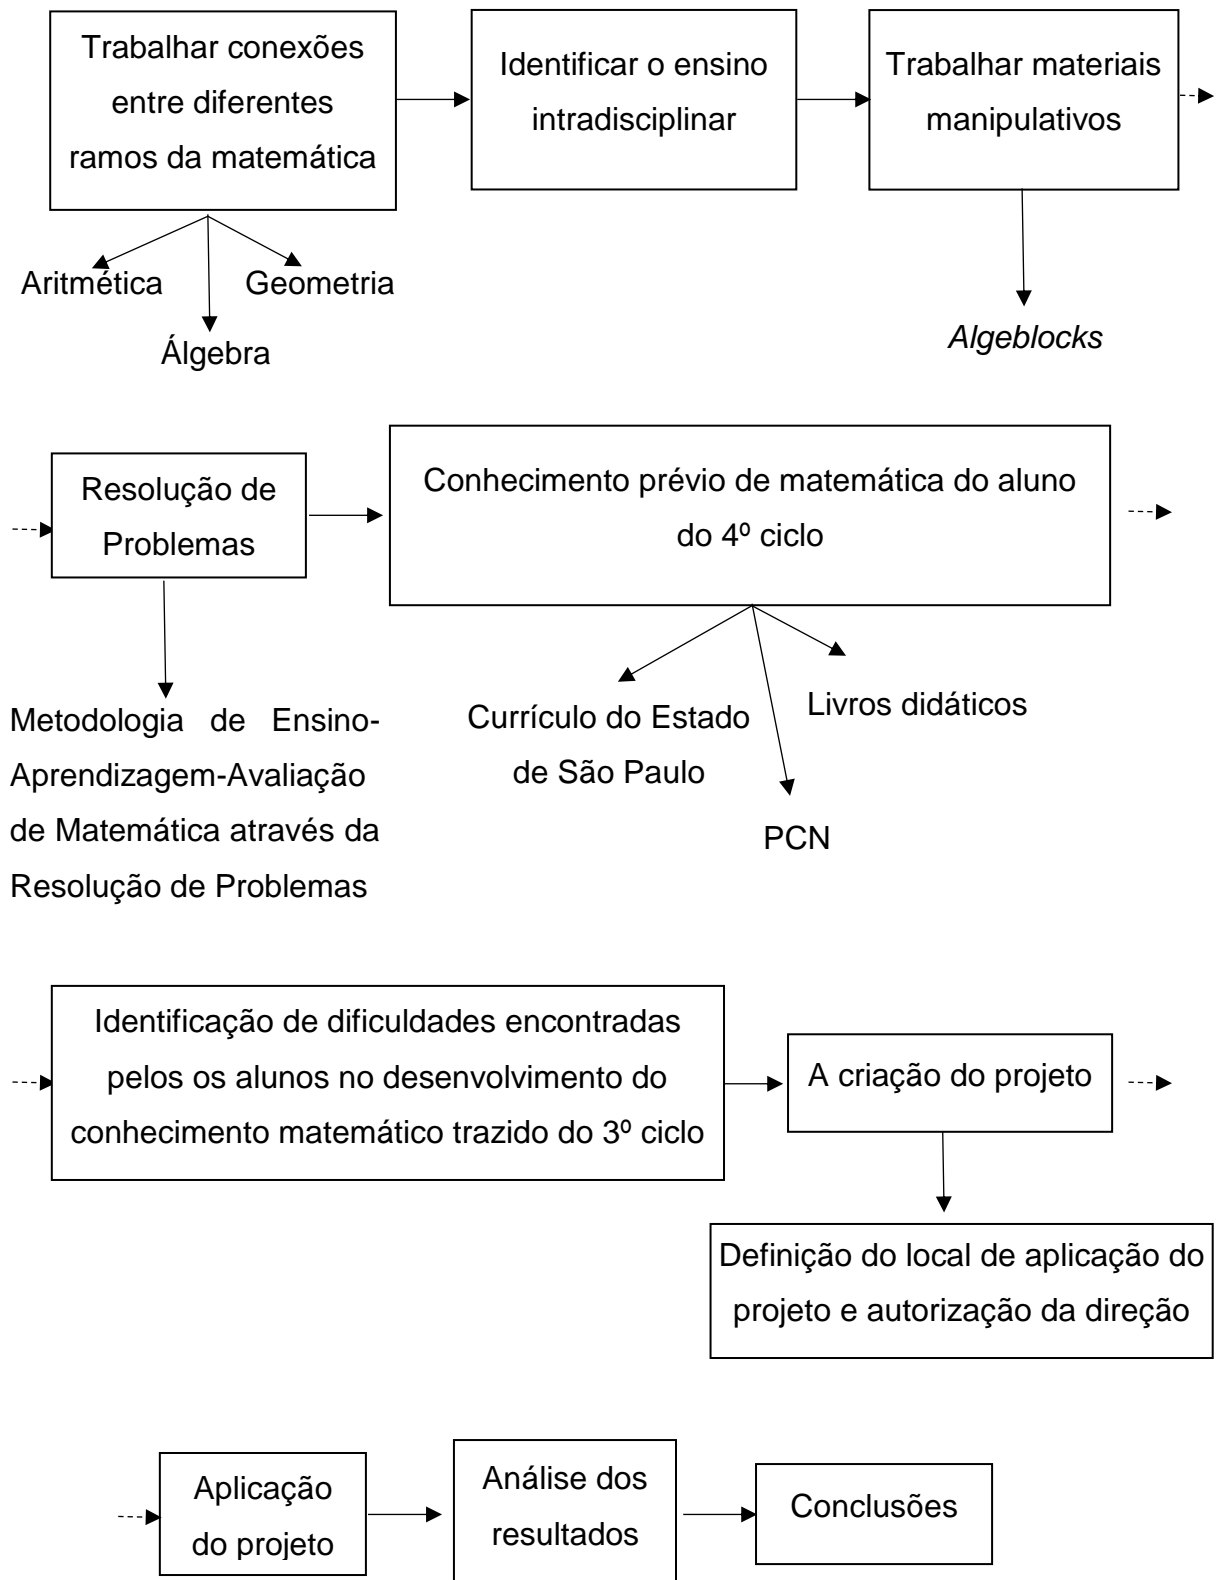 Trabalhar conexões
entre diferentes
ramos da matemática
Identificar o ensino
intradisciplinar
Trabalhar materiais
manipulativos
Aritmética
Geometria
Álgebra
Algeblocks
Resolução de
Problemas
Conhecimento prévio de matemática do aluno
do 4º ciclo
Metodologia de Ensino-
Aprendizagem-Avaliação
de Matemática através da
Resolução de Problemas
Currículo do Estado
de São Paulo
Livros didáticos
PCN
Identificação de dificuldades encontradas
pelos os alunos no desenvolvimento do
conhecimento matemático trazido do 3º ciclo
A criação do projeto
Definição do local de aplicação do
projeto e autorização da direção
Aplicação
do projeto
Análise dos
resultados
Conclusões